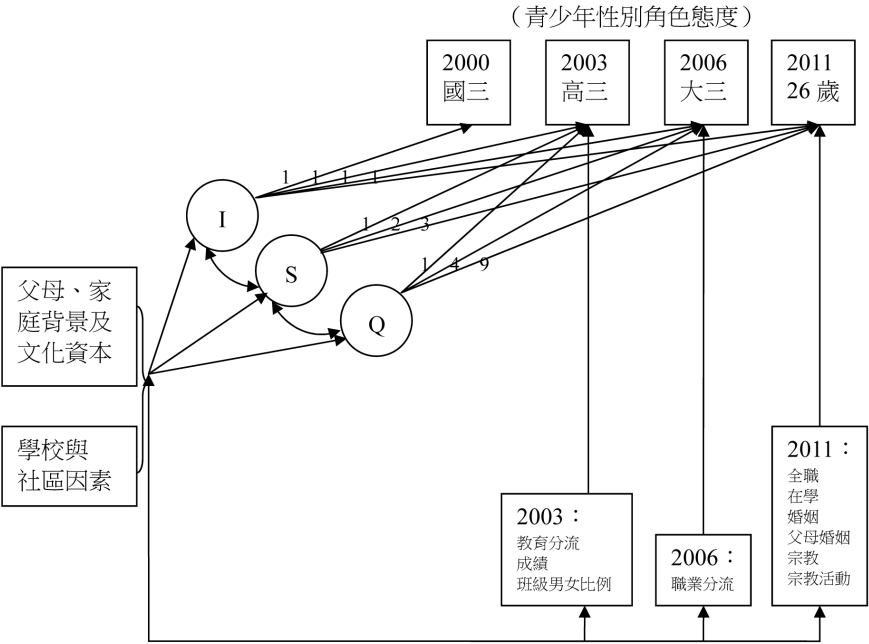 （青少年性別角色態度）
2000
國三
2003
高三
2006
大三
2011
26 歲
1 1 1 1
I
1 2 3
S
1 4 9
Q
父母、家
庭背景及
文化資本
學校與
社區因素
2003：
教育分流
成績
班級男女比例
2006：
職業分流
2011：
全職
在學
婚姻
父母婚姻
宗教
宗教活動